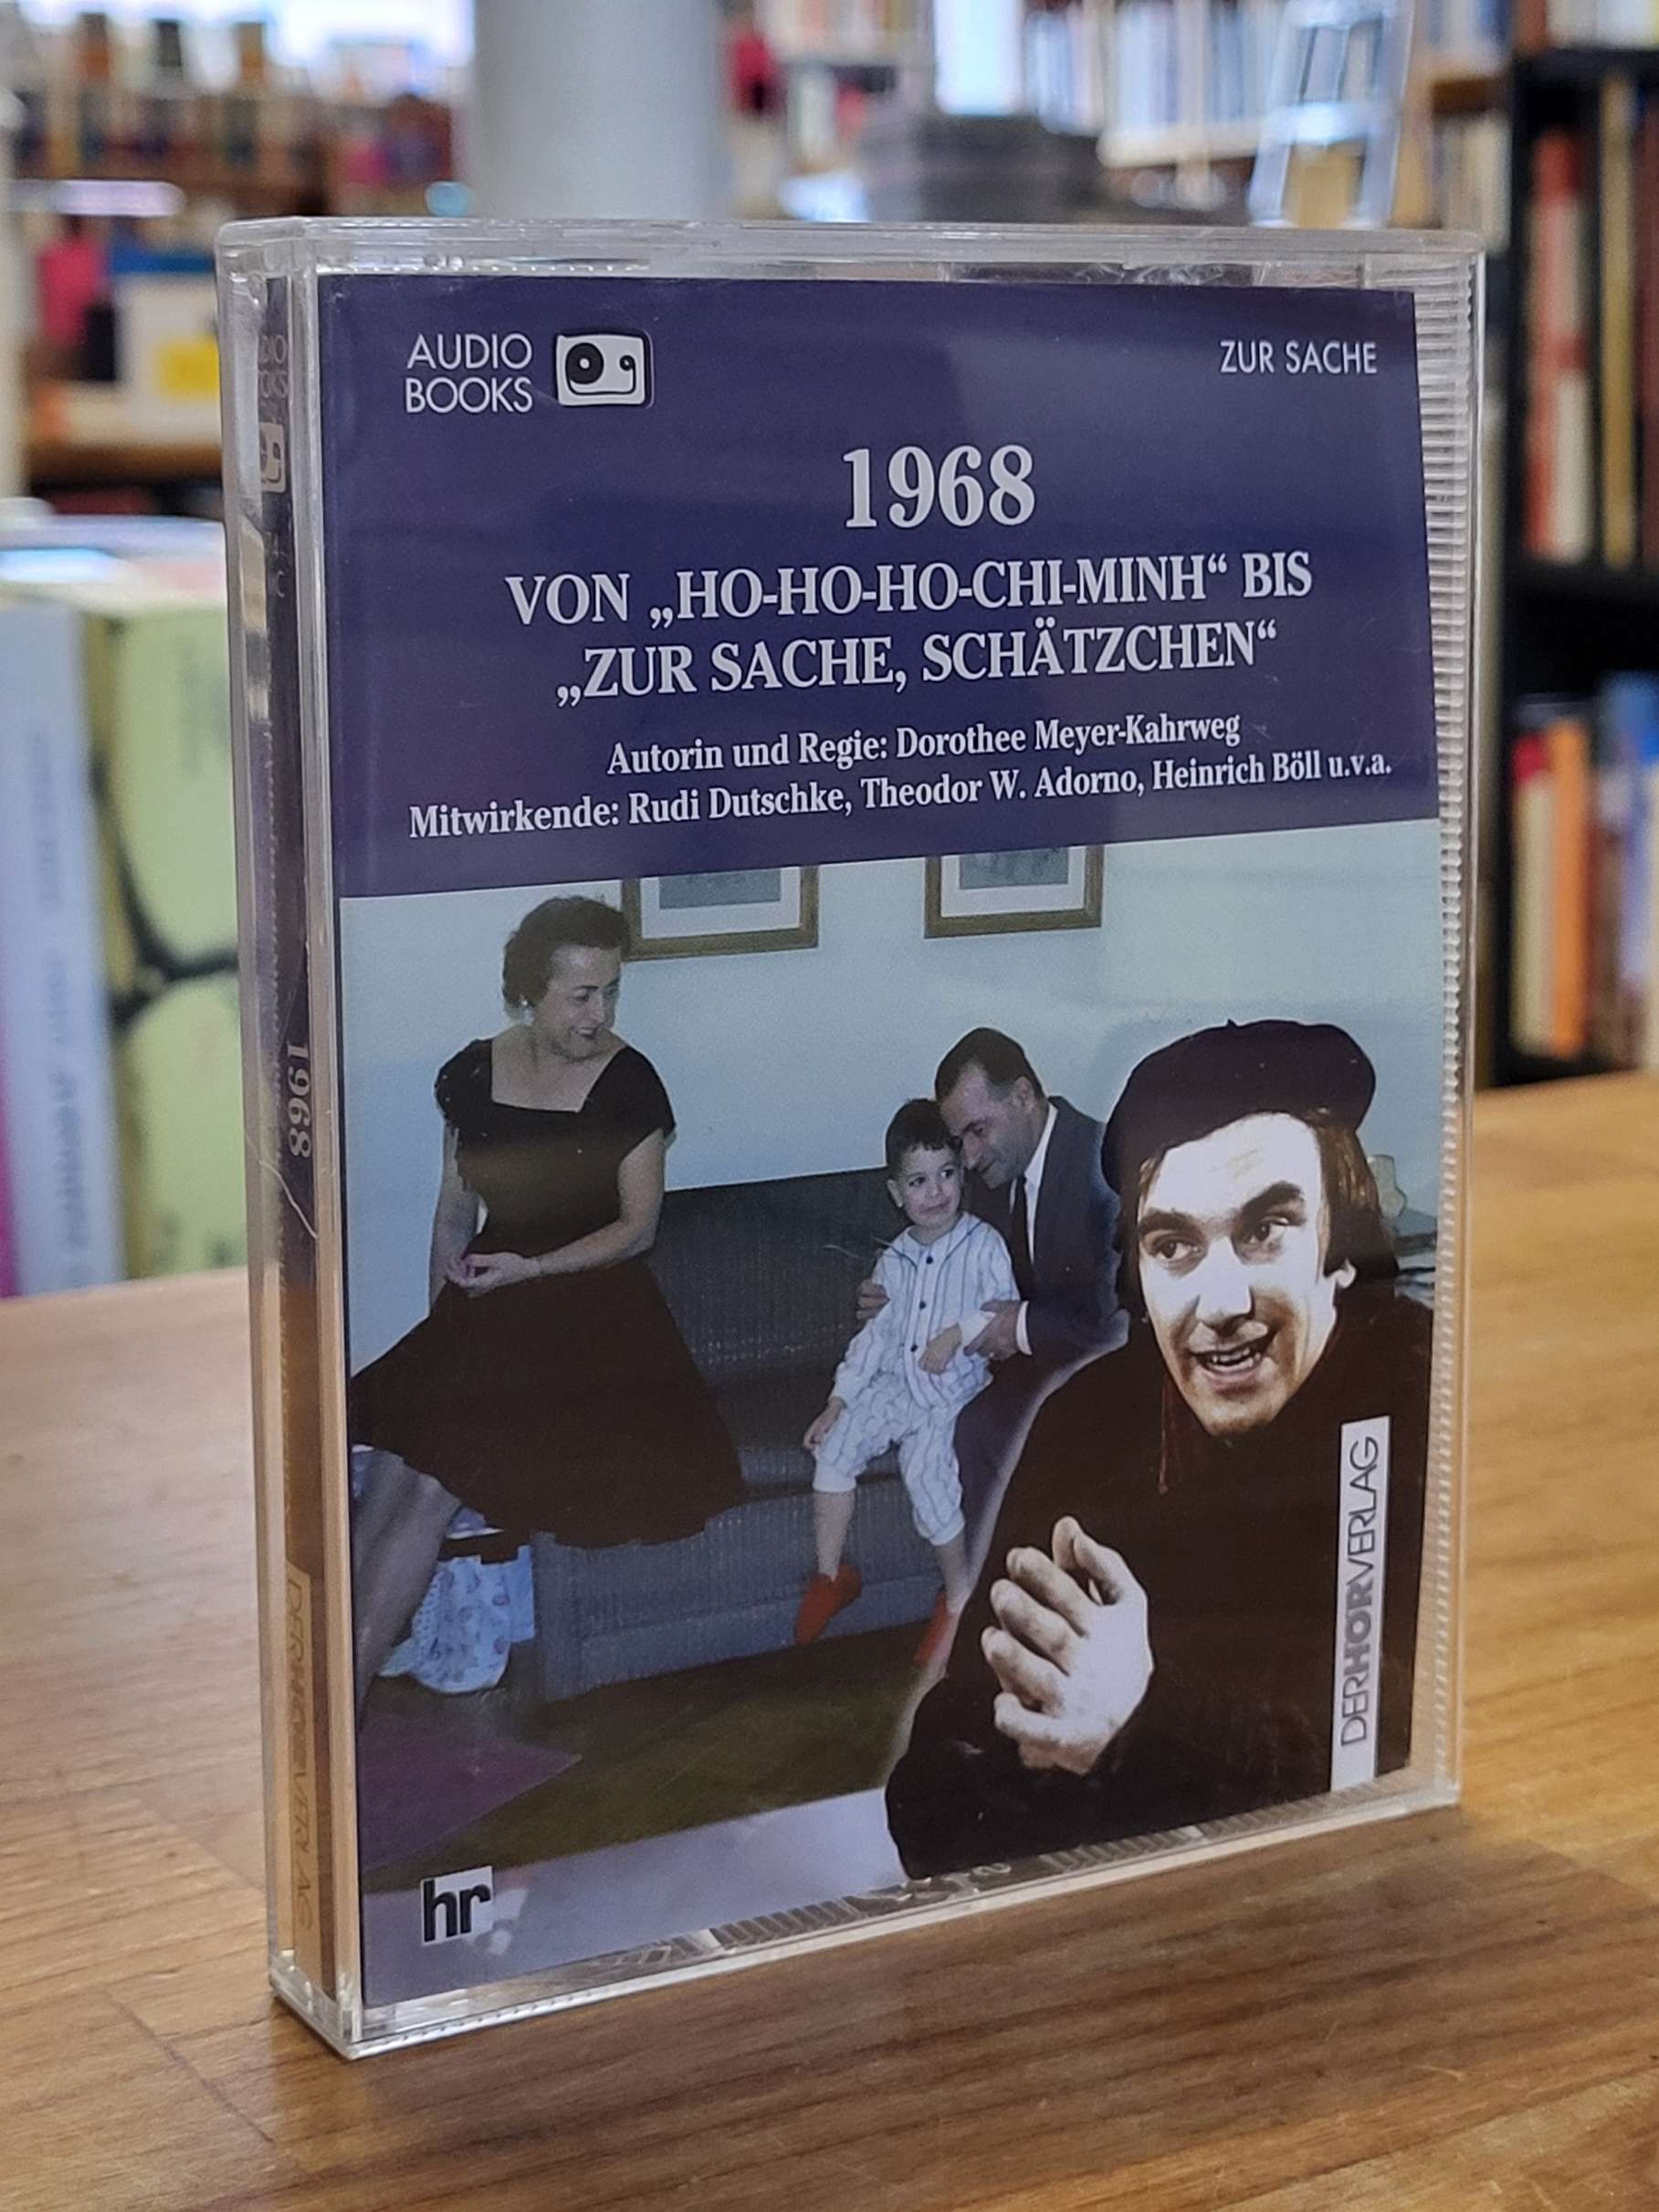 AUDIO
BOOKS
ZUR SACHE
1968
VON „HO-HO-HO-CHI-MINH“ BIS
„ZUR SACHE, SCHÄTZCHEN“
Autorin und Regie: Dorothee Meyer-Kahrweg
Mitwirkende: Rudi Dutschke, Theodor W. Adorno, Heinrich Böll u.v.a.
DERHÖRVERLAG
hr
1968
DERHÖRVERLAG